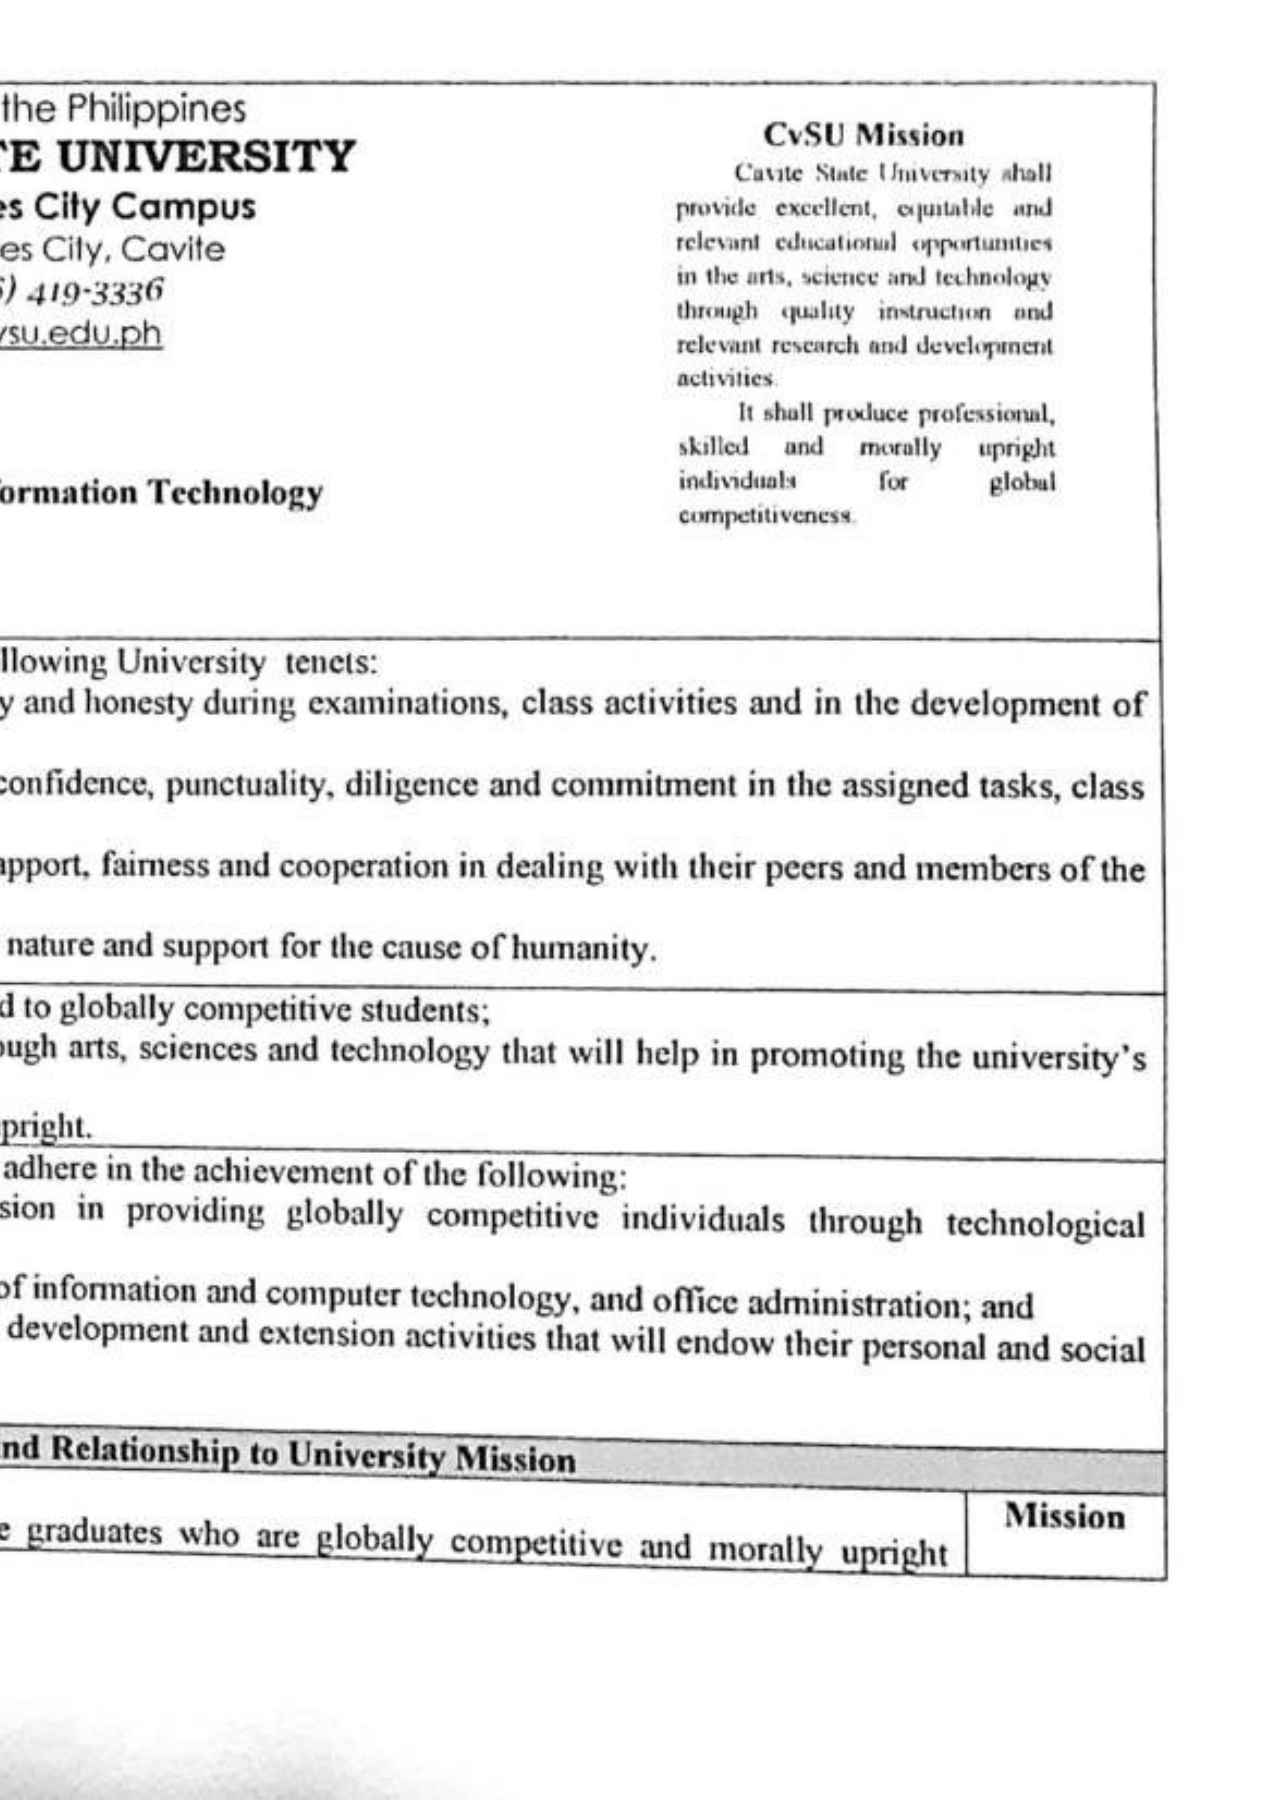 the Philippines
TE UNIVERSITY
es City Campus
es City, Cavite
6) 419-3336
vsu.edu.ph
ormation Technology
CvSU Mission
Cavite State University shall
provide excellent, equitable and
relevant educational opportunities
in the arts, science and technology
through quality instruction and
relevant research and development
activities.
It shall produce professional,
skilled and morally upright
individuals for global
competitiveness.
llowing University tenets:
y and honesty during examinations, class activities and in the development of
confidence, punctuality, diligence and commitment in the assigned tasks, class
apport, fairness and cooperation in dealing with their peers and members of the
nature and support for the cause of humanity.
d to globally competitive students;
ough arts, sciences and technology that will help in promoting the university's
pright.
adhere in the achievement of the following:
sion in providing globally competitive individuals through technological
of information and computer technology, and office administration; and
development and extension activities that will endow their personal and social
nd Relationship to University Mission
e graduates who are globally competitive and morally upright
Mission